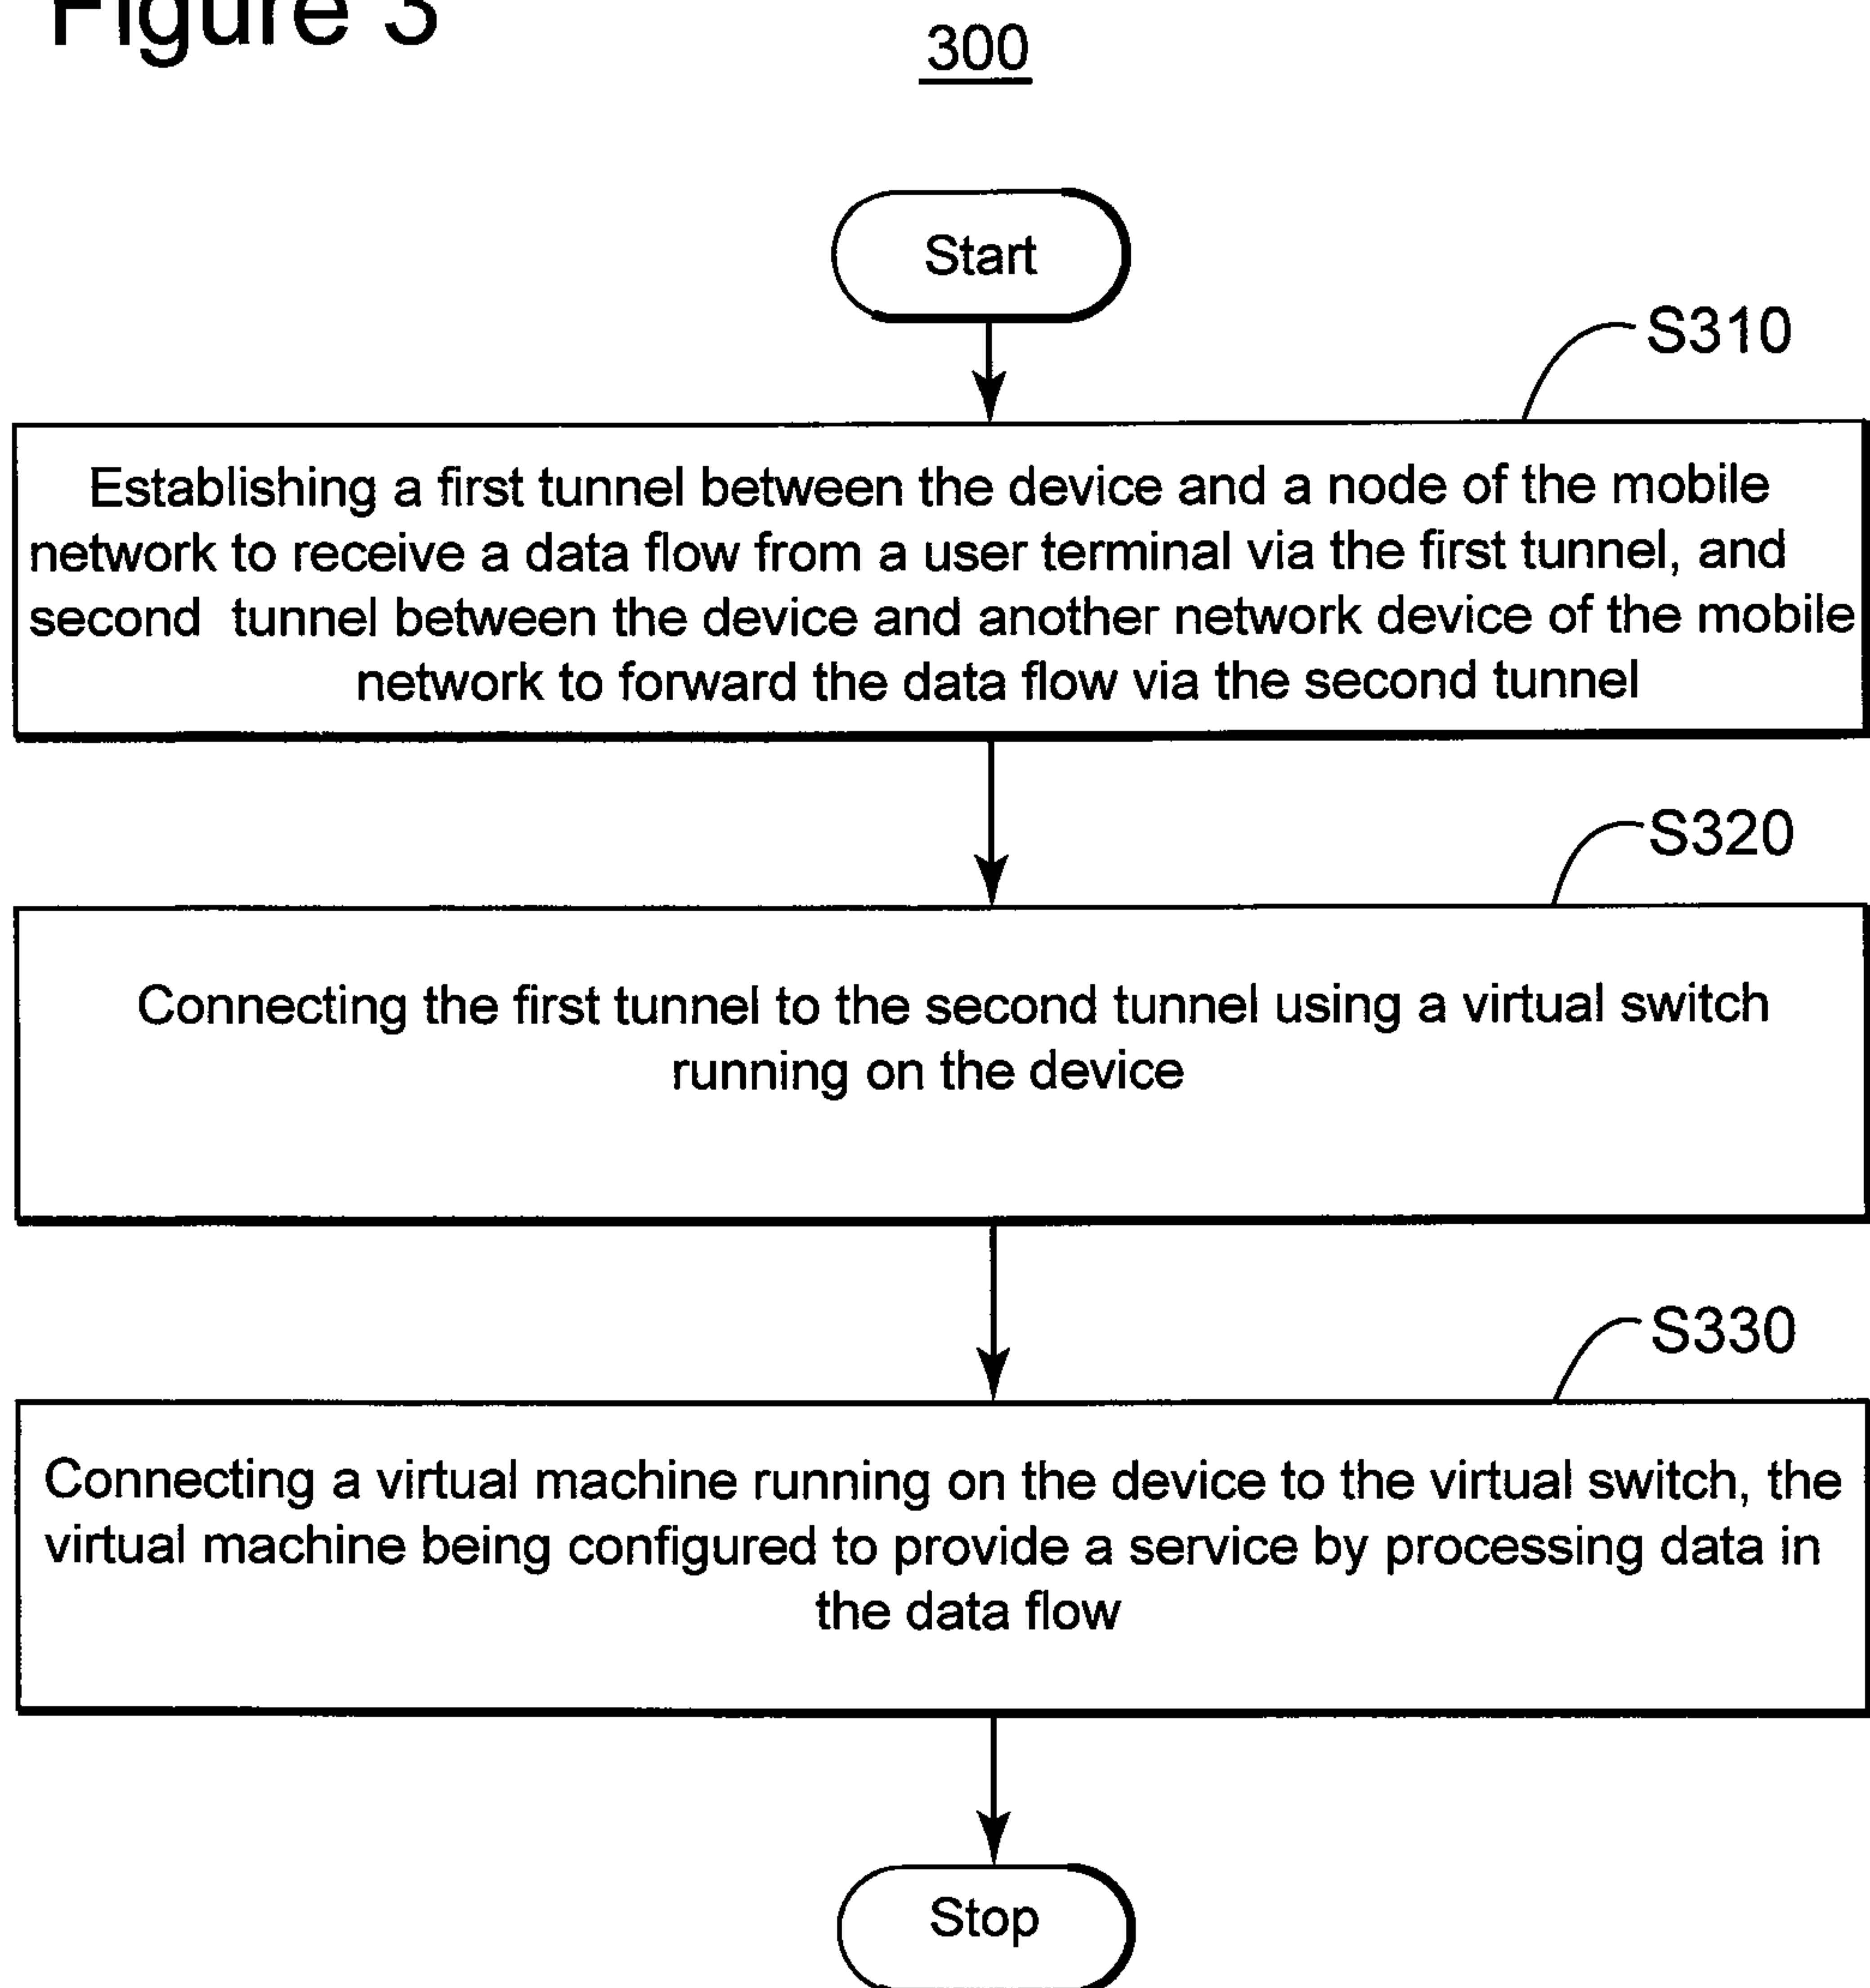 Figure 3
300
Start
S310
Establishing a first tunnel between the device and a node of the mobile
network to receive a data flow from a user terminal via the first tunnel, and
second tunnel between the device and another network device of the mobile
network to forward the data flow via the second tunnel
S320
Connecting the first tunnel to the second tunnel using a virtual switch
running on the device
S330
Connecting a virtual machine running on the device to the virtual switch, the
virtual machine being configured to provide a service by processing data in
the data flow
Stop